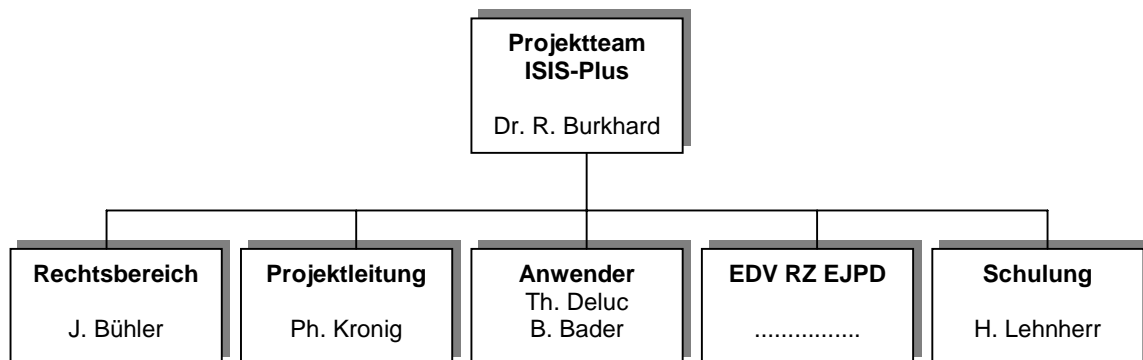 Projektteam
ISIS-Plus
Dr. R. Burkhard
Rechtsbereich
J. Bühler
Projektleitung
Ph. Kronig
Anwender
Th. Deluc
B. Bader
EDV RZ EJPD
................
Schulung
H. Lehnherr